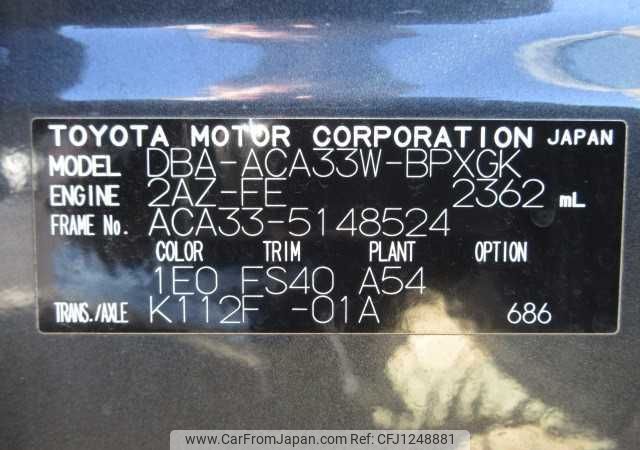 TOYOTA MOTOR CORPORATION JAPAN
MODEL DBA-ACA33W-BPXGK
ENGINE 2AZ-FE 2362 mL
FRAME No. ACA33-5148524
COLOR TRIM PLANT OPTION
1E0 FS40 A54
TRANS./AXLE K112F -01A 686
www.CarFromJapan.com CFJ1248881